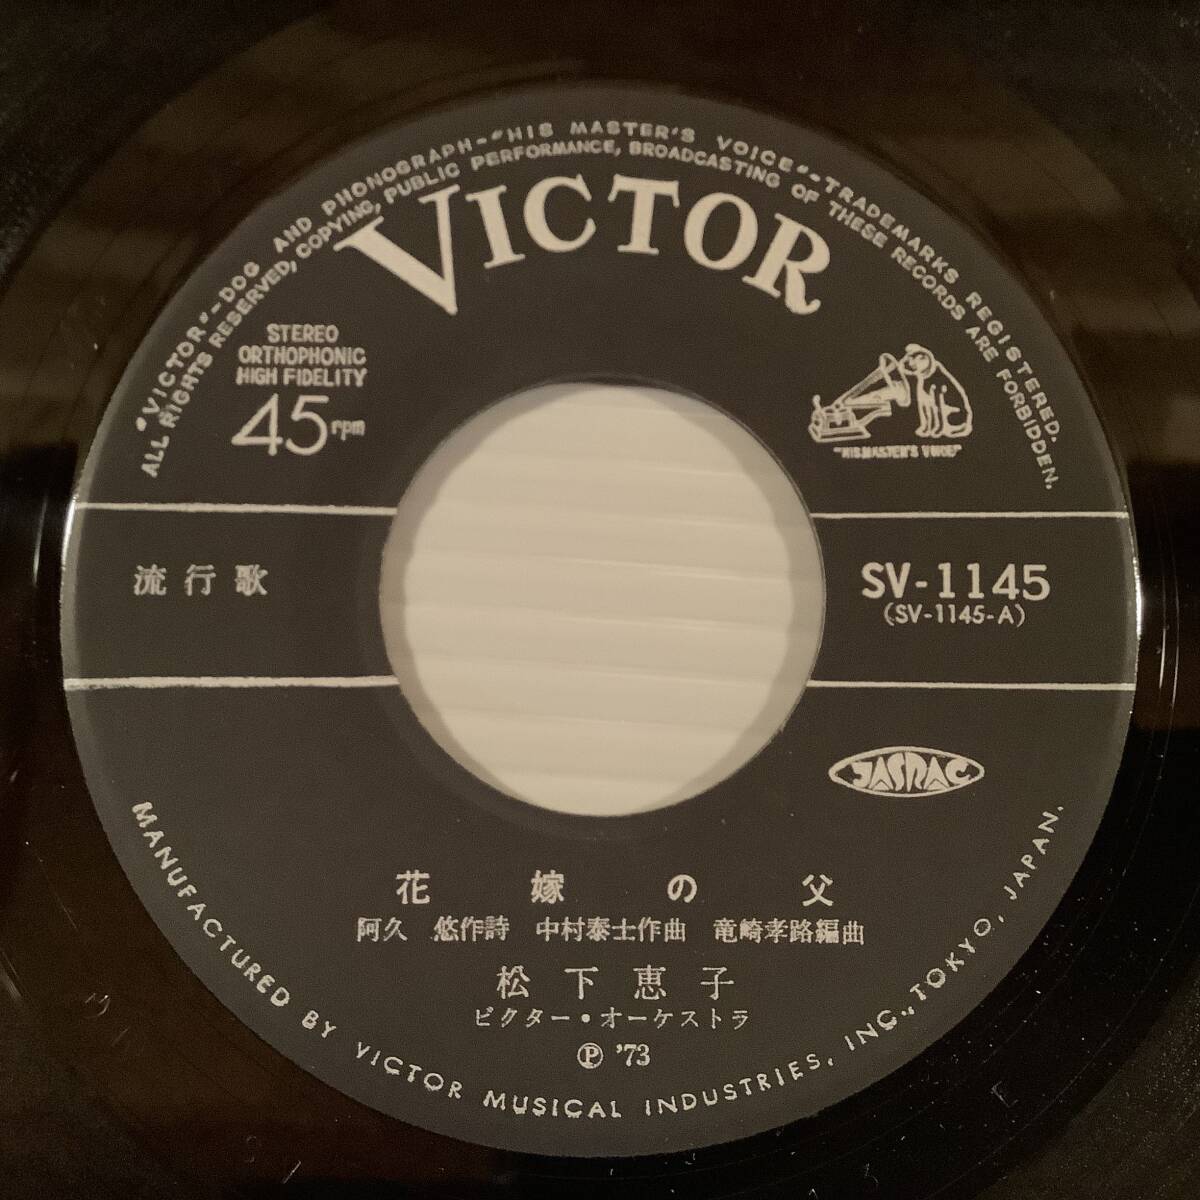 "VICTOR"-DOG AND PHONOGRAPH-"HIS MASTER'S VOICE"-TRADEMARKS REGISTERED.
ALL RIGHTS RESERVED, COPYING, PUBLIC PERFORMANCE, BROADCASTING OF THESE RECORDS ARE FORBIDDEN.
VICTOR
STEREO
ORTHOPHONIC
HIGH FIDELITY
45rpm
"HIS MASTER'S VOICE"
流行歌
SV-1145
(SV-1145-A)
JASRAC
花嫁の父
阿久 悠作詩 中村泰士作曲 竜崎孝路編曲
松下恵子
ビクター・オーケストラ
Ⓟ '73
MANUFACTURED BY VICTOR MUSICAL INDUSTRIES, INC., TOKYO, JAPAN.